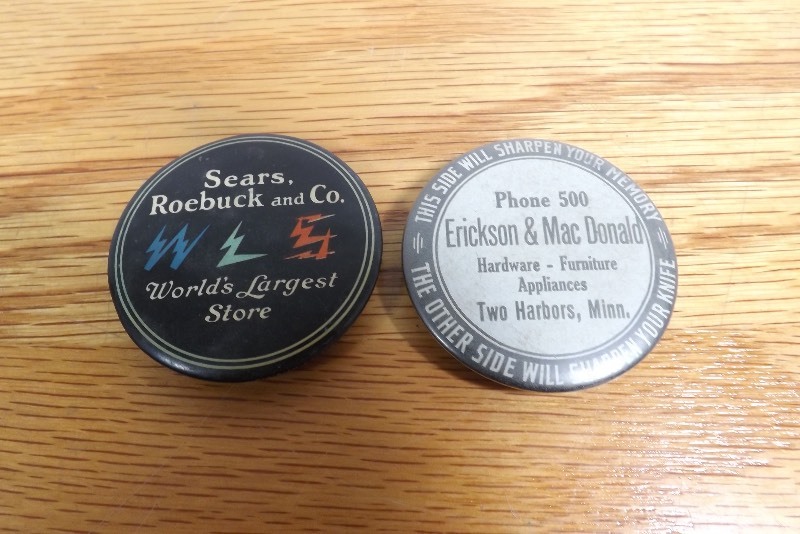 Sears,
Roebuck and Co.
WLS
World's Largest
Store
THIS SIDE WILL SHARPEN YOUR MEMORY
Phone 500
Erickson & Mac Donald
Hardware - Furniture
Appliances
Two Harbors, Minn.
THE OTHER SIDE WILL SHARPEN YOUR KNIFE